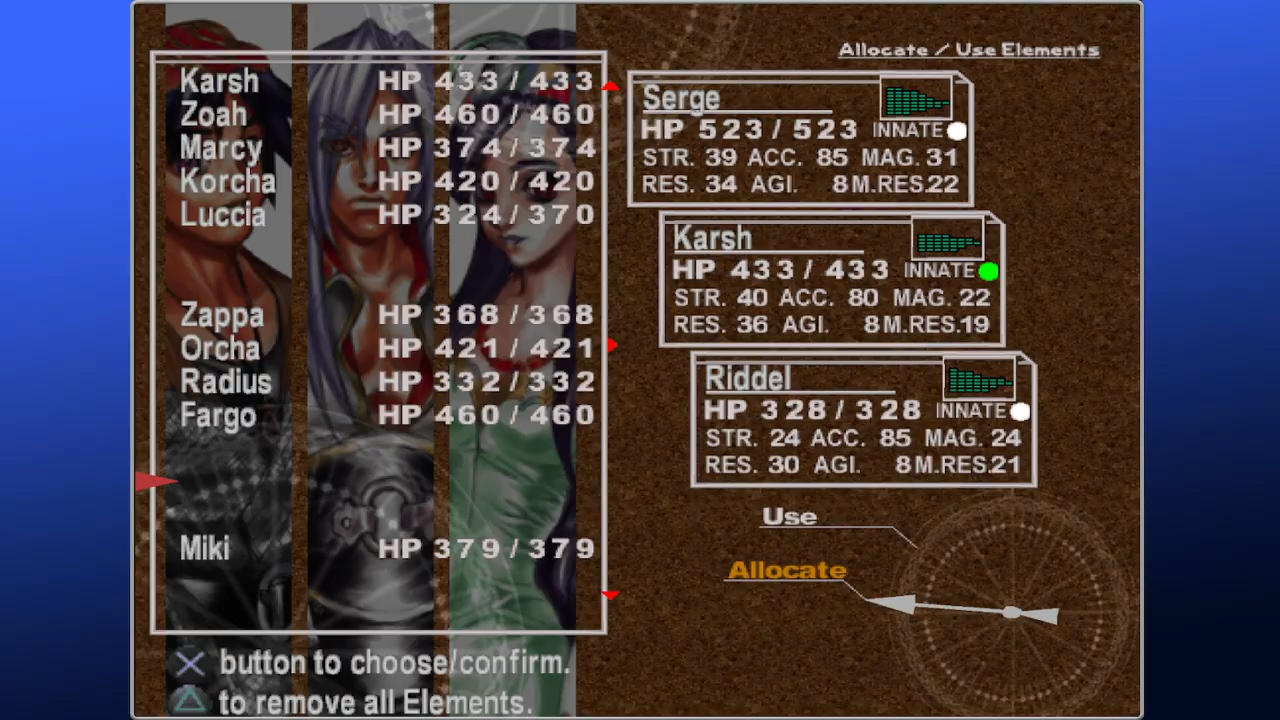 Allocate / Use Elements
Karsh HP 433 / 433
Zoah HP 460 / 460
Marcy HP 374 / 374
Korcha HP 420 / 420
Luccia HP 324 / 370
Zappa HP 368 / 368
Orcha HP 421 / 421
Radius HP 332 / 332
Fargo HP 460 / 460
Miki HP 379 / 379
Serge
HP 523 / 523 INNATE
STR. 39 ACC. 85 MAG. 31
RES. 34 AGI. 8 M.RES.22
Karsh
HP 433 / 433 INNATE
STR. 40 ACC. 80 MAG. 22
RES. 36 AGI. 8 M.RES.19
Riddel
HP 328 / 328 INNATE
STR. 24 ACC. 85 MAG. 24
RES. 30 AGI. 8 M.RES.21
Use
Allocate
button to choose/confirm.
to remove all Elements.